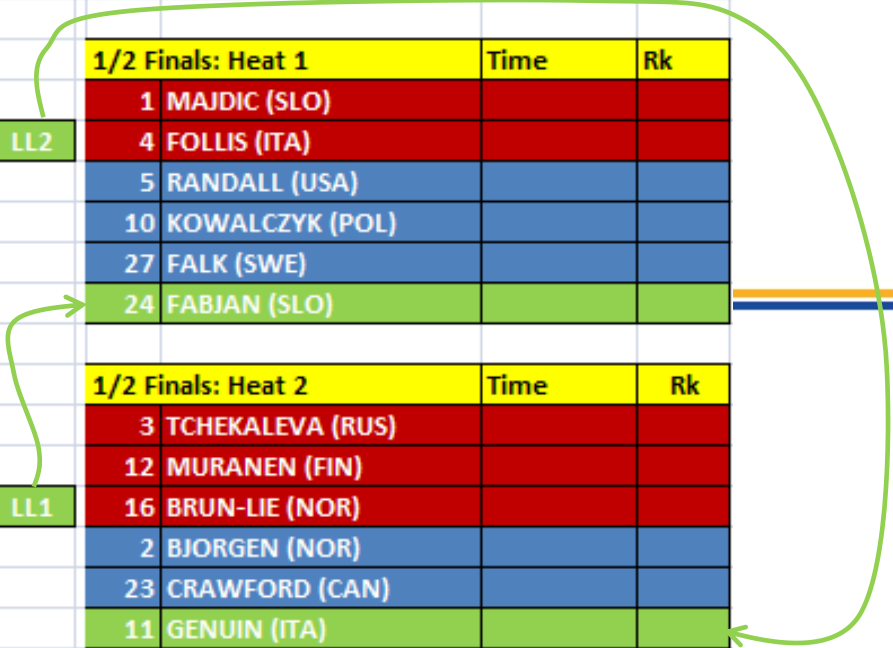 1/2 Finals: Heat 1 Time Rk
1 MAJDIC (SLO)
LL2 4 FOLLIS (ITA)
5 RANDALL (USA)
10 KOWALCZYK (POL)
27 FALK (SWE)
24 FABJAN (SLO)
1/2 Finals: Heat 2 Time Rk
3 TCHEKALEVA (RUS)
12 MURANEN (FIN)
LL1 16 BRUN-LIE (NOR)
2 BJORGEN (NOR)
23 CRAWFORD (CAN)
11 GENUIN (ITA)